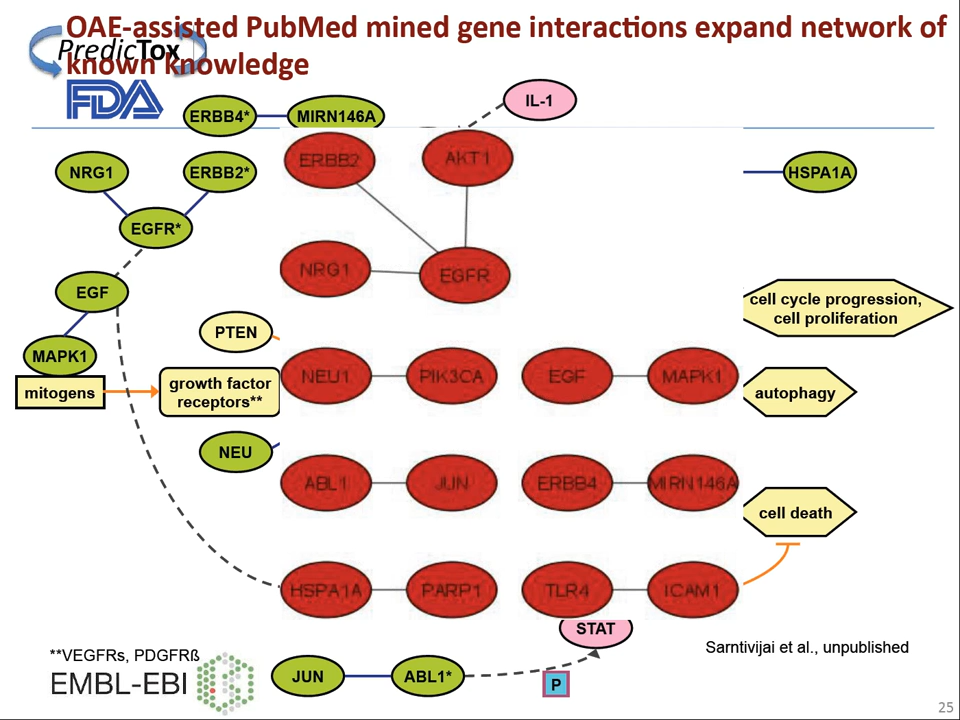 OAE-assisted PubMed mined gene interactions expand network of
known knowledge
PredicTox
FDA
ERBB4*
MIRN146A
IL-1
ERBB2
AKT1
NRG1
ERBB2*
HSPA1A
EGFR*
NRG1
EGFR
EGF
cell cycle progression,
cell proliferation
PTEN
MAPK1
mitogens
growth factor
receptors**
NEU1
PIK3CA
EGF
MAPK1
autophagy
NEU
ABL1
JUN
ERBB4
MIRN146A
cell death
HSPA1A
PARP1
TLR4
ICAM1
STAT
**VEGFRs, PDGFRß
Sarntivijai et al., unpublished
EMBL-EBI
JUN
ABL1*
P
25